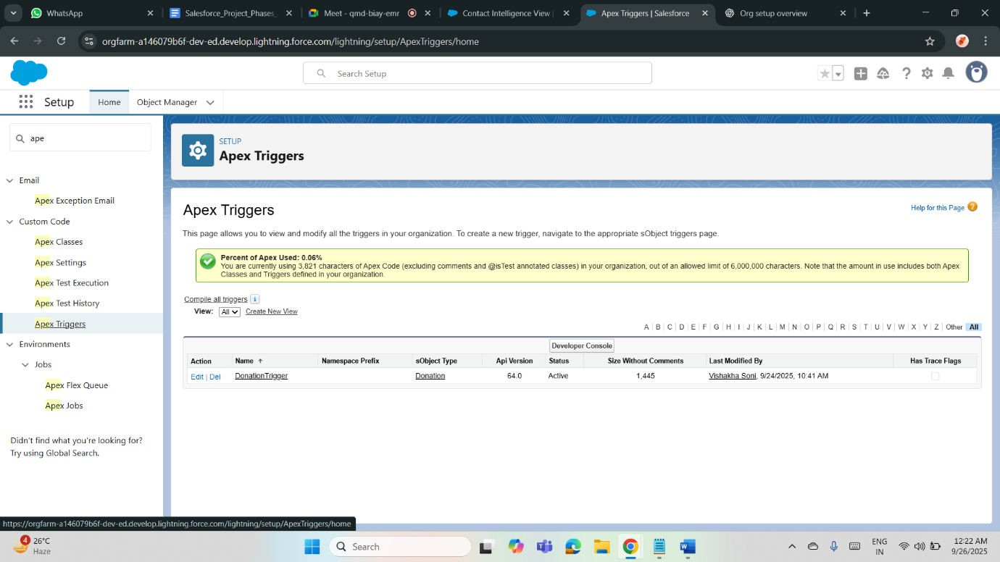 WhatsApp
Salesforce_Project_Phases_
Meet - qmd-biay-emr
Contact Intelligence View |
Apex Triggers | Salesforce
Org setup overview
orgfarm-a146079b6f-dev-ed.develop.lightning.force.com/lightning/setup/ApexTriggers/home
Search Setup
Setup
Home
Object Manager
ape
Email
Apex Exception Email
Custom Code
Apex Classes
Apex Settings
Apex Test Execution
Apex Test History
Apex Triggers
Environments
Jobs
Apex Flex Queue
Apex Jobs
Didn't find what you're looking for?
Try using Global Search.
SETUP
Apex Triggers
Apex Triggers
Help for this Page ?
This page allows you to view and modify all the triggers in your organization. To create a new trigger, navigate to the appropriate sObject triggers page.
Percent of Apex Used: 0.06%
You are currently using 3,821 characters of Apex Code (excluding comments and @isTest annotated classes) in your organization, out of an allowed limit of 6,000,000 characters. Note that the amount in use includes both Apex
Classes and Triggers defined in your organization.
Compile all triggers i
View: All Create New View
A | B | C | D | E | F | G | H | I | J | K | L | M | N | O | P | Q | R | S | T | U | V | W | X | Y | Z | Other | All
Developer Console
Action Name ↑ Namespace Prefix sObject Type Api Version Status Size Without Comments Last Modified By Has Trace Flags
Edit | Del DonationTrigger Donation 64.0 Active 1,445 Vishakha Soni, 9/24/2025, 10:41 AM
https://orgfarm-a146079b6f-dev-ed.develop.lightning.force.com/lightning/setup/ApexTriggers/home
4
26°C
Haze
Search
ENG
IN
12:22 AM
9/26/2025